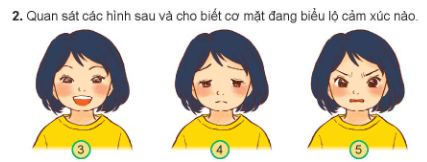 2. Quan sát các hình sau và cho biết cơ mặt đang biểu lộ cảm xúc nào.
3 4 5